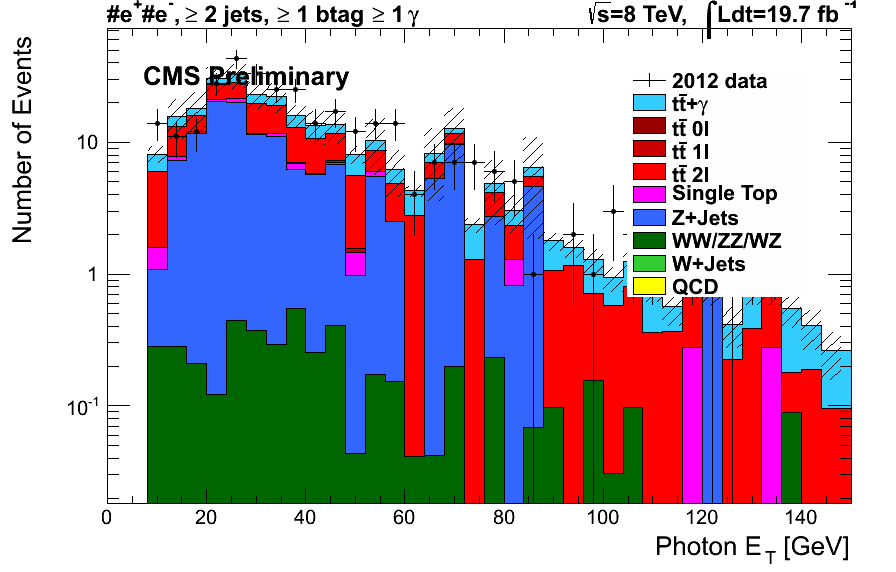 #e⁺#e⁻, ≥ 2 jets, ≥ 1 btag ≥ 1 γ √s=8 TeV, ∫Ldt=19.7 fb⁻¹
CMS Preliminary
2012 data
tt̄+γ
tt̄ 0l
tt̄ 1l
tt̄ 2l
Single Top
Z+Jets
WW/ZZ/WZ
W+Jets
QCD
Number of Events
10
1
10⁻¹
0 20 40 60 80 100 120 140
Photon E_T [GeV]